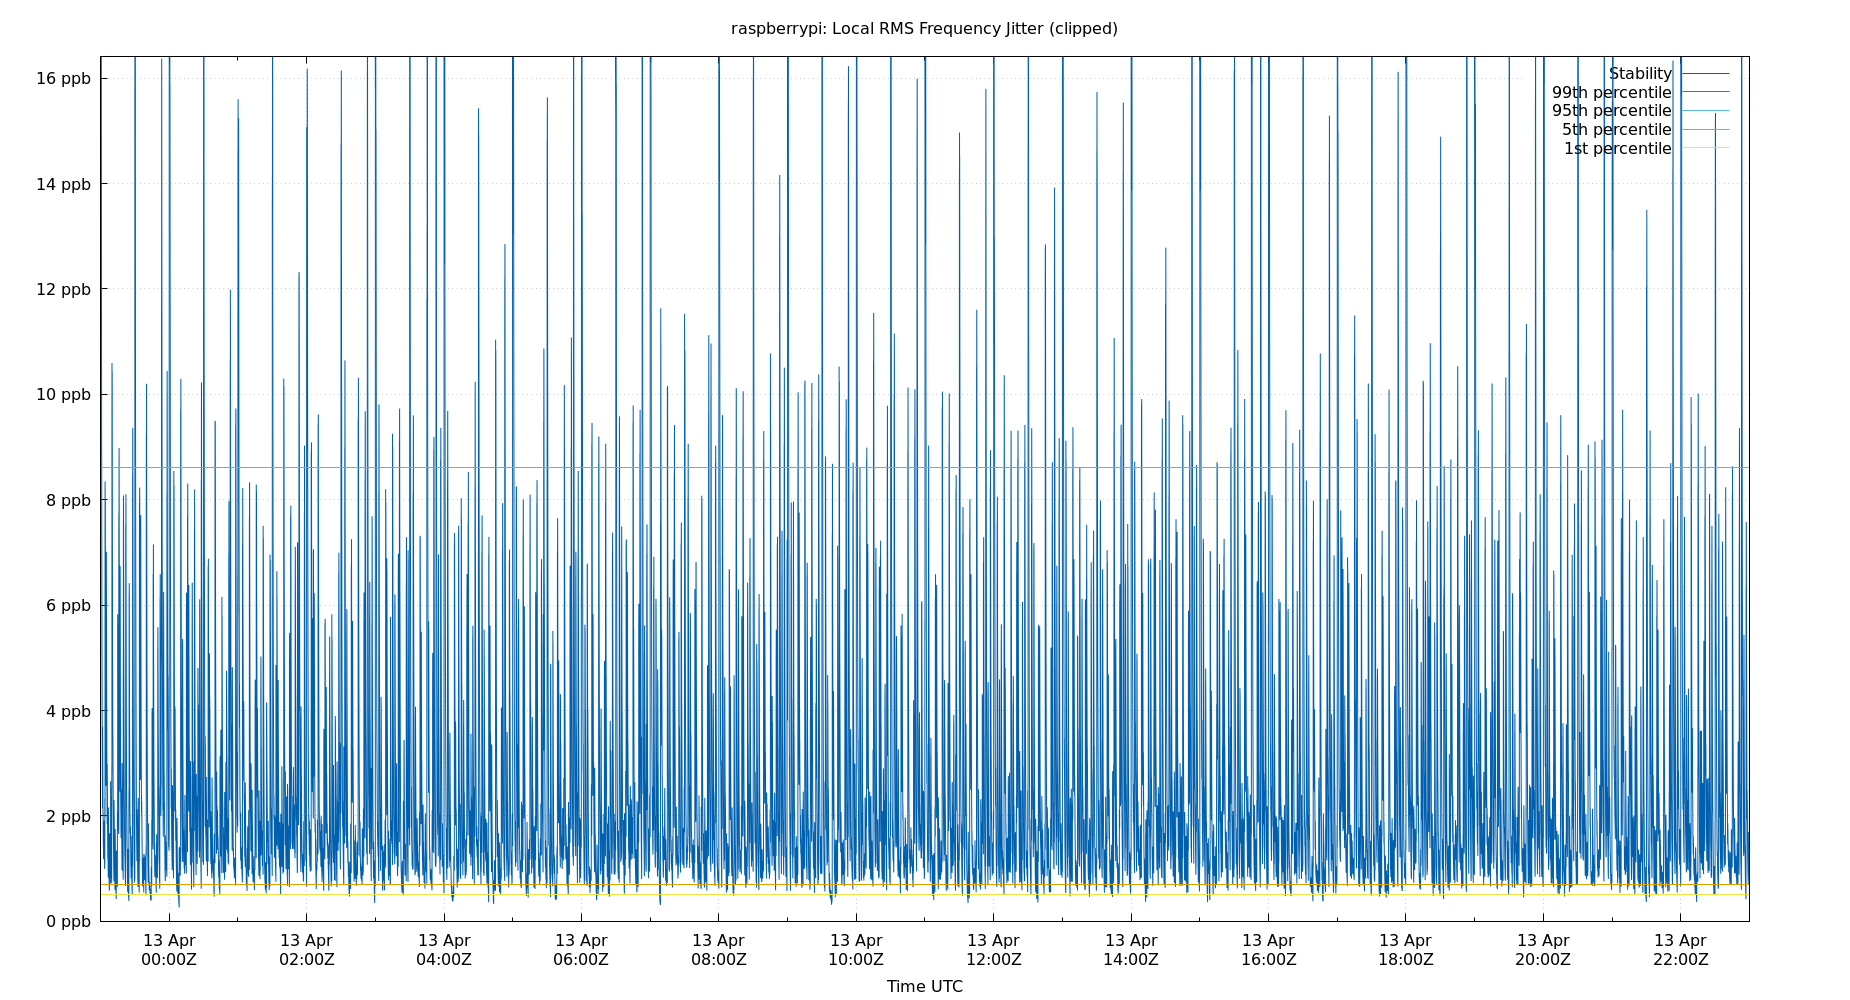 raspberrypi: Local RMS Frequency Jitter (clipped)
16 ppb
14 ppb
12 ppb
10 ppb
8 ppb
6 ppb
4 ppb
2 ppb
0 ppb
Stability
99th percentile
95th percentile
5th percentile
1st percentile
13 Apr 13 Apr 13 Apr 13 Apr 13 Apr 13 Apr 13 Apr 13 Apr 13 Apr 13 Apr 13 Apr 13 Apr
00:00Z 02:00Z 04:00Z 06:00Z 08:00Z 10:00Z 12:00Z 14:00Z 16:00Z 18:00Z 20:00Z 22:00Z
Time UTC